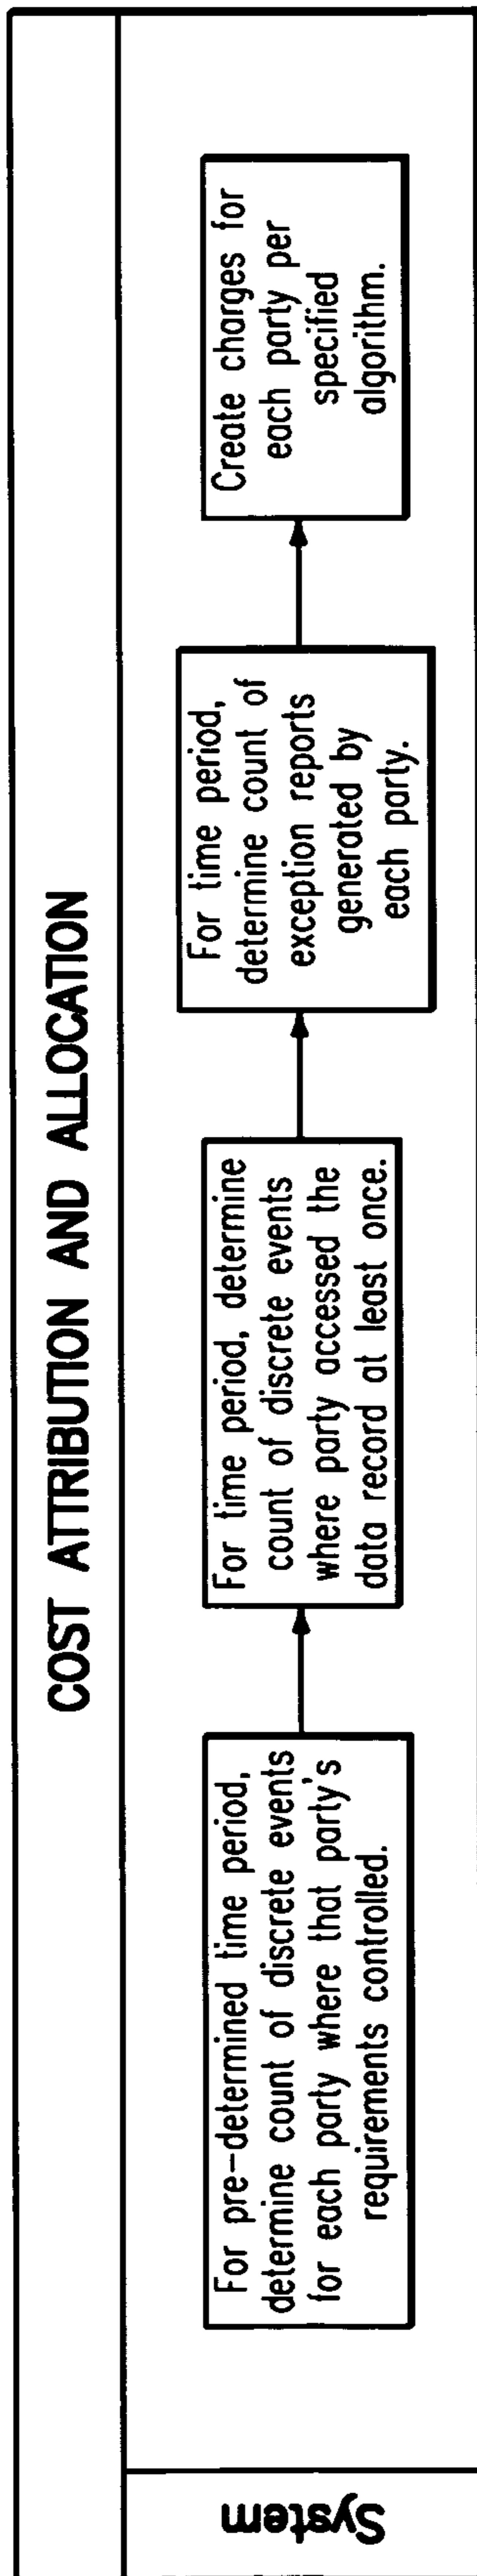 COST ATTRIBUTION AND ALLOCATION
System
For pre-determined time period,
determine count of discrete events
for each party where that party's
requirements controlled.
For time period, determine
count of discrete events
where party accessed the
data record at least once.
For time period,
determine count of
exception reports
generated by
each party.
Create charges for
each party per
specified
algorithm.